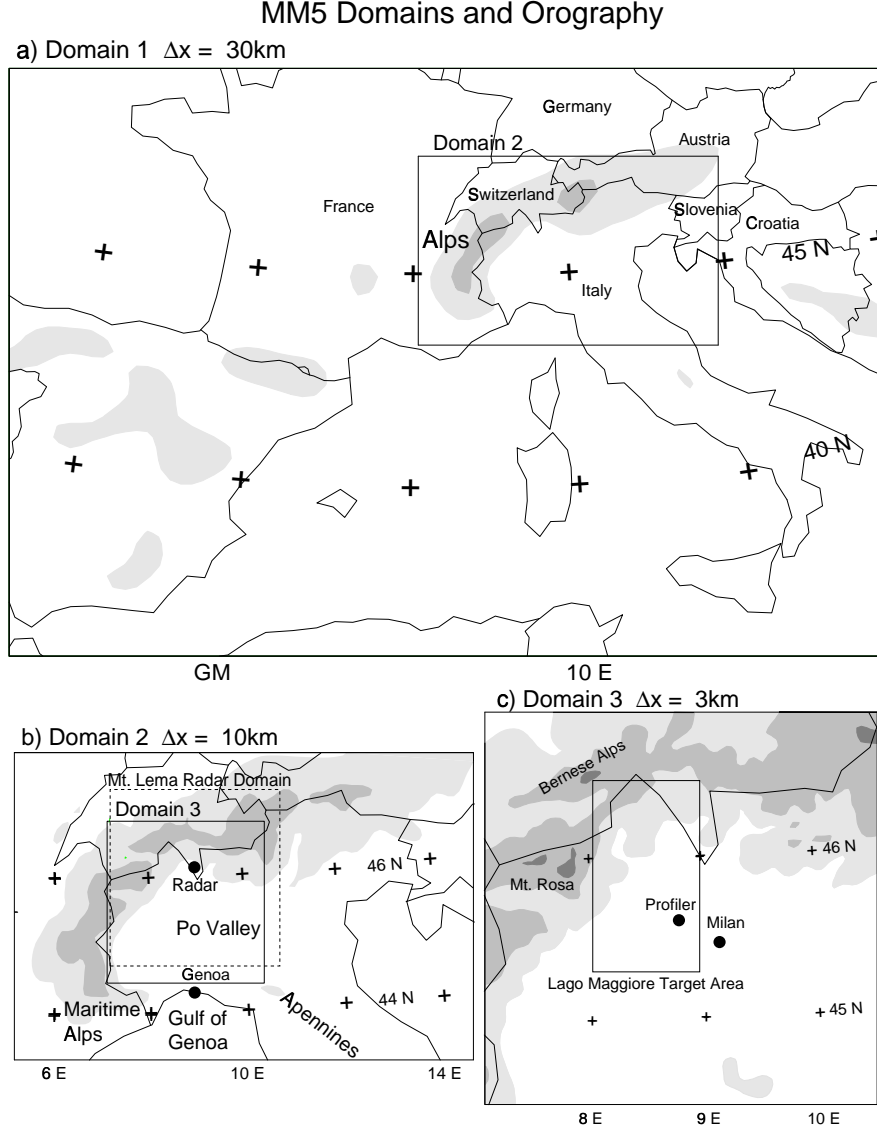 MM5 Domains and Orography
a) Domain 1 Δx = 30km
Germany
Domain 2
Austria
Switzerland
France
Slovenia
Croatia
Alps
45 N
Italy
40 N
GM
10 E
b) Domain 2 Δx = 10km
Mt. Lema Radar Domain
Domain 3
46 N
Radar
Po Valley
Genoa
44 N
Maritime
Alps
Gulf of
Genoa
Apennines
6 E
10 E
14 E
c) Domain 3 Δx = 3km
Bernese Alps
46 N
Mt. Rosa
Profiler
Milan
Lago Maggiore Target Area
45 N
8 E
9 E
10 E